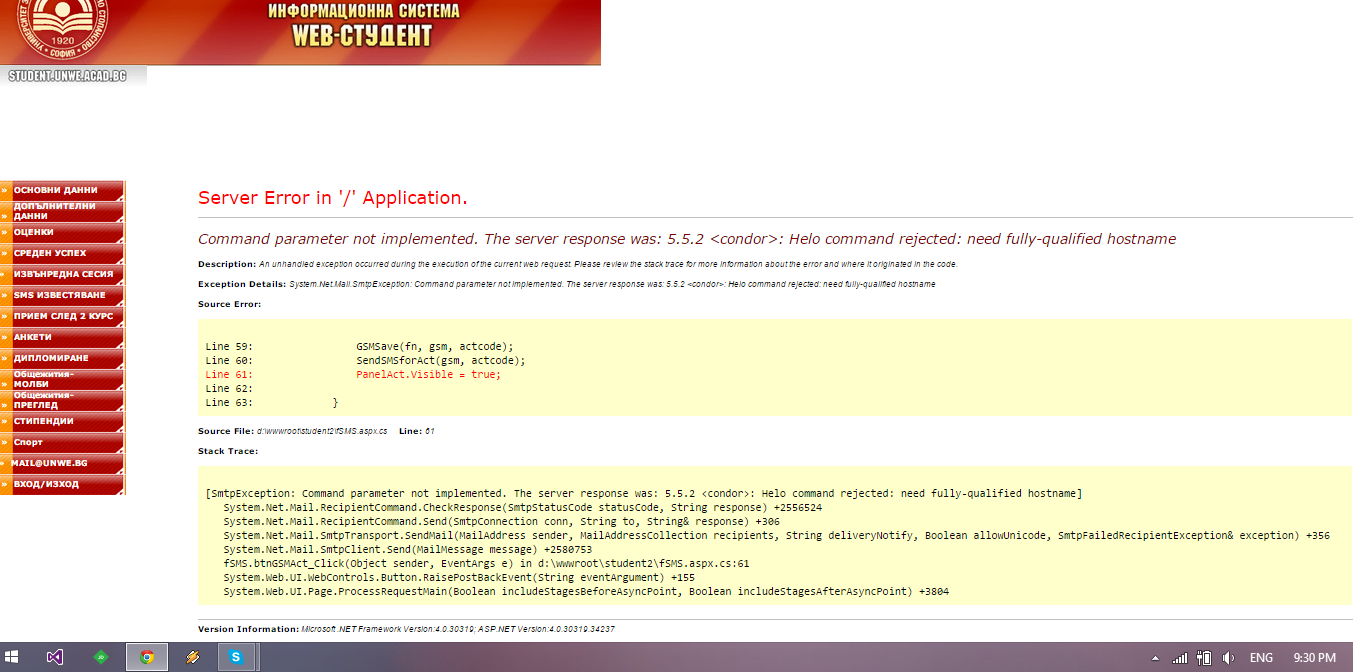 ИНФОРМАЦИОННА СИСТЕМА
WEB-СТУДЕНТ
1920
СОФИЯ
STUDENT.UNWE.ACAD.BG
» ОСНОВНИ ДАННИ
ДОПЪЛНИТЕЛНИ
» ДАННИ
» ОЦЕНКИ
» СРЕДЕН УСПЕХ
» ИЗВЪНРЕДНА СЕСИЯ
» SMS ИЗВЕСТЯВАНЕ
» ПРИЕМ СЛЕД 2 КУРС
» АНКЕТИ
» ДИПЛОМИРАНЕ
Общежития-
» МОЛБИ
Общежития-
» ПРЕГЛЕД
» СТИПЕНДИИ
» Спорт
» MAIL@UNWE.BG
» ВХОД/ИЗХОД
Server Error in '/' Application.
Command parameter not implemented. The server response was: 5.5.2 <condor>: Helo command rejected: need fully-qualified hostname
Description: An unhandled exception occurred during the execution of the current web request. Please review the stack trace for more information about the error and where it originated in the code.
Exception Details: System.Net.Mail.SmtpException: Command parameter not implemented. The server response was: 5.5.2 <condor>: Helo command rejected: need fully-qualified hostname
Source Error:
Line 59: GSMSave(fn, gsm, actcode);
Line 60: SendSMSforAct(gsm, actcode);
Line 61: PanelAct.Visible = true;
Line 62:
Line 63: }
Source File: d:\wwwroot\student2\fSMS.aspx.cs Line: 61
Stack Trace:
[SmtpException: Command parameter not implemented. The server response was: 5.5.2 <condor>: Helo command rejected: need fully-qualified hostname]
System.Net.Mail.RecipientCommand.CheckResponse(SmtpStatusCode statusCode, String response) +2556524
System.Net.Mail.RecipientCommand.Send(SmtpConnection conn, String to, String& response) +306
System.Net.Mail.SmtpTransport.SendMail(MailAddress sender, MailAddressCollection recipients, String deliveryNotify, Boolean allowUnicode, SmtpFailedRecipientException& exception) +356
System.Net.Mail.SmtpClient.Send(MailMessage message) +2580753
fSMS.btnGSMAct_Click(Object sender, EventArgs e) in d:\wwwroot\student2\fSMS.aspx.cs:61
System.Web.UI.WebControls.Button.RaisePostBackEvent(String eventArgument) +155
System.Web.UI.Page.ProcessRequestMain(Boolean includeStagesBeforeAsyncPoint, Boolean includeStagesAfterAsyncPoint) +3804
Version Information: Microsoft .NET Framework Version:4.0.30319; ASP.NET Version:4.0.30319.34237
ENG 9:30 PM